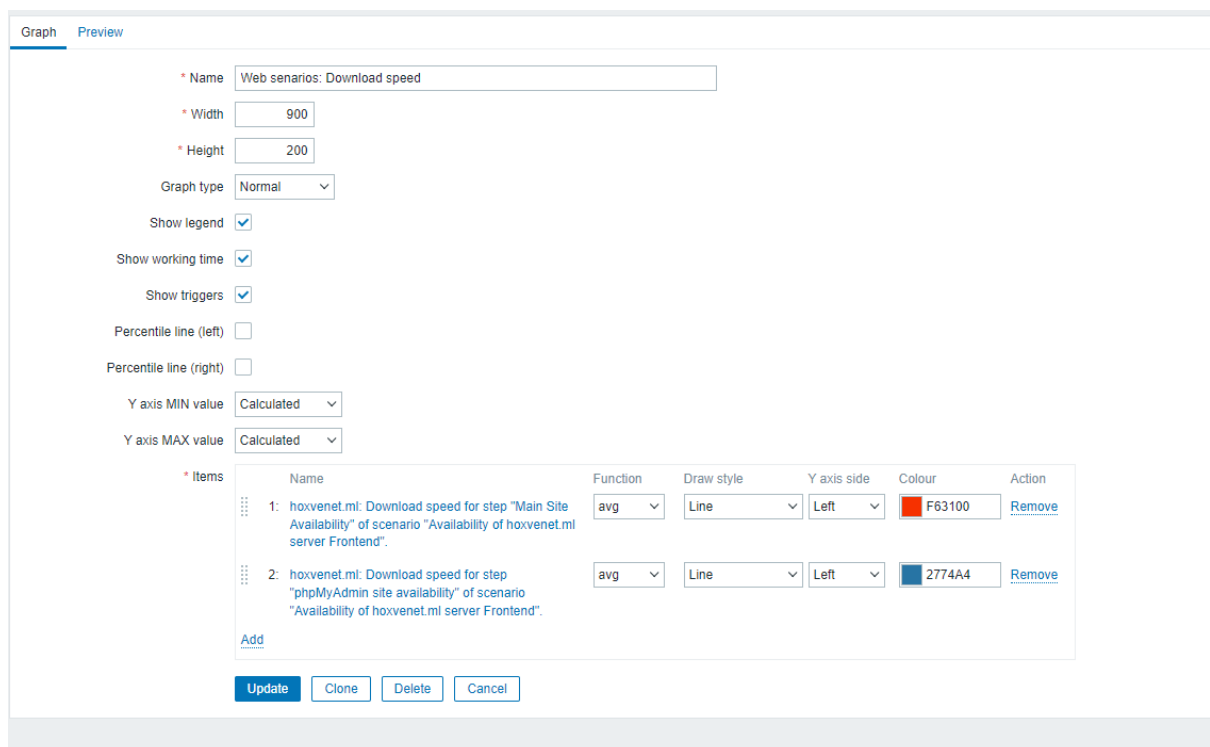 Graph Preview
* Name Web senarios: Download speed
* Width 900
* Height 200
Graph type Normal
Show legend
Show working time
Show triggers
Percentile line (left)
Percentile line (right)
Y axis MIN value Calculated
Y axis MAX value Calculated
* Items
Name Function Draw style Y axis side Colour Action
1: hoxvenet.ml: Download speed for step "Main Site avg Line Left F63100 Remove
Availability" of scenario "Availability of hoxvenet.ml
server Frontend".
2: hoxvenet.ml: Download speed for step avg Line Left 2774A4 Remove
"phpMyAdmin site availability" of scenario
"Availability of hoxvenet.ml server Frontend".
Add
Update Clone Delete Cancel